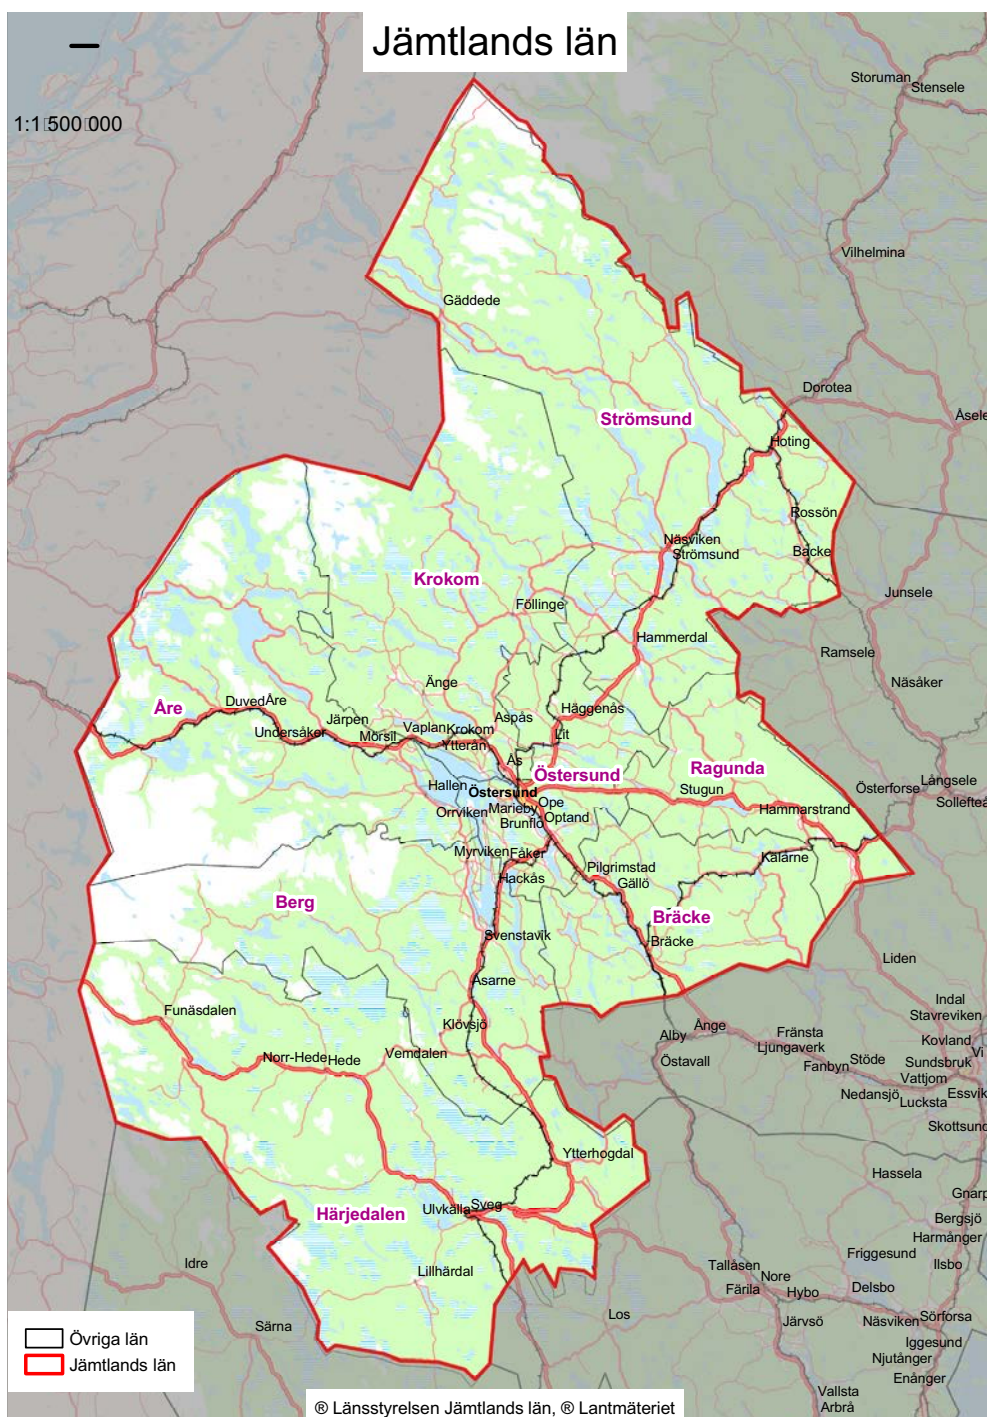 Jämtlands län
1:1 500 000
Storuman
Stensele
Vilhelmina
Gäddede
Dorotea
Åsele
Strömsund
Hoting
Rossön
Näsviken
Strömsund
Backe
Krokom
Junsele
Föllinge
Hammerdal
Ramsele
Näsåker
Änge
Duved
Åre
Åre
Häggenås
Järpen
Aspås
Undersåker
Mörsil
Vaplan
Krokom
Lit
Ytterån
Ås
Östersund
Ragunda
Långsele
Hallen
Östersund
Stugun
Österforse
Sollefteå
Orrviken
Marieby
Ope
Hammarstrand
Brunflo
Optand
Myrviken
Fåker
Kälarne
Pilgrimstad
Hackås
Gällö
Berg
Bräcke
Svenstavik
Bräcke
Liden
Åsarne
Indal
Funäsdalen
Stavreviken
Klövsjö
Alby
Ånge
Fränsta
Kovland
Ljungaverk
Vi
Norr-Hede
Hede
Vemdalen
Östavall
Stöde
Sundsbruk
Fanbyn
Vattjom
Nedansjö
Lucksta
Essvik
Skottsund
Ytterhogdal
Hassela
Gnarp
Härjedalen
Ulvkälla
Sveg
Bergsjö
Harmånger
Friggesund
Ilsbo
Idre
Lillhärdal
Tallåsen
Nore
Färila
Hybo
Delsbo
Los
Järvsö
Näsviken
Sörforsa
Särna
Iggesund
Njutånger
Enånger
Vallsta
Arbrå
Övriga län
Jämtlands län
® Länsstyrelsen Jämtlands län, ® Lantmäteriet